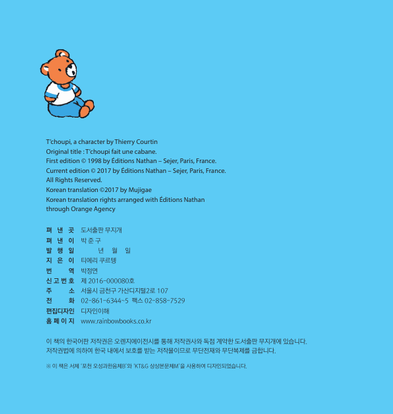 T'choupi, a character by Thierry Courtin
Original title : T'choupi fait une cabane.
First edition © 1998 by Éditions Nathan – Sejer, Paris, France.
Current edition © 2017 by Éditions Nathan – Sejer, Paris, France.
All Rights Reserved.
Korean translation ©2017 by Mujigae
Korean translation rights arranged with Éditions Nathan
through Orange Agency
펴 낸 곳 도서출판 무지개
펴 낸 이 박 준 구
발 행 일 년 월 일
지 은 이 티에리 쿠르탱
번 역 박정연
신 고 번 호 제 2016-000080호
주 소 서울시 금천구 가산디지털2로 107
전 화 02-861-6344~5 팩스 02-858-7529
편집디자인 디자인이매
홈 페 이 지 www.rainbowbooks.co.kr
이 책의 한국어판 저작권은 오렌지에이전시를 통해 저작권사와 독점 계약한 도서출판 무지개에 있습니다.
저작권법에 의하여 한국 내에서 보호를 받는 저작물이므로 무단전재와 무단복제를 금합니다.
※ 이 책은 서체 '포천 오성과한음체R'와 'KT&G 상상본문체M'을 사용하여 디자인되었습니다.